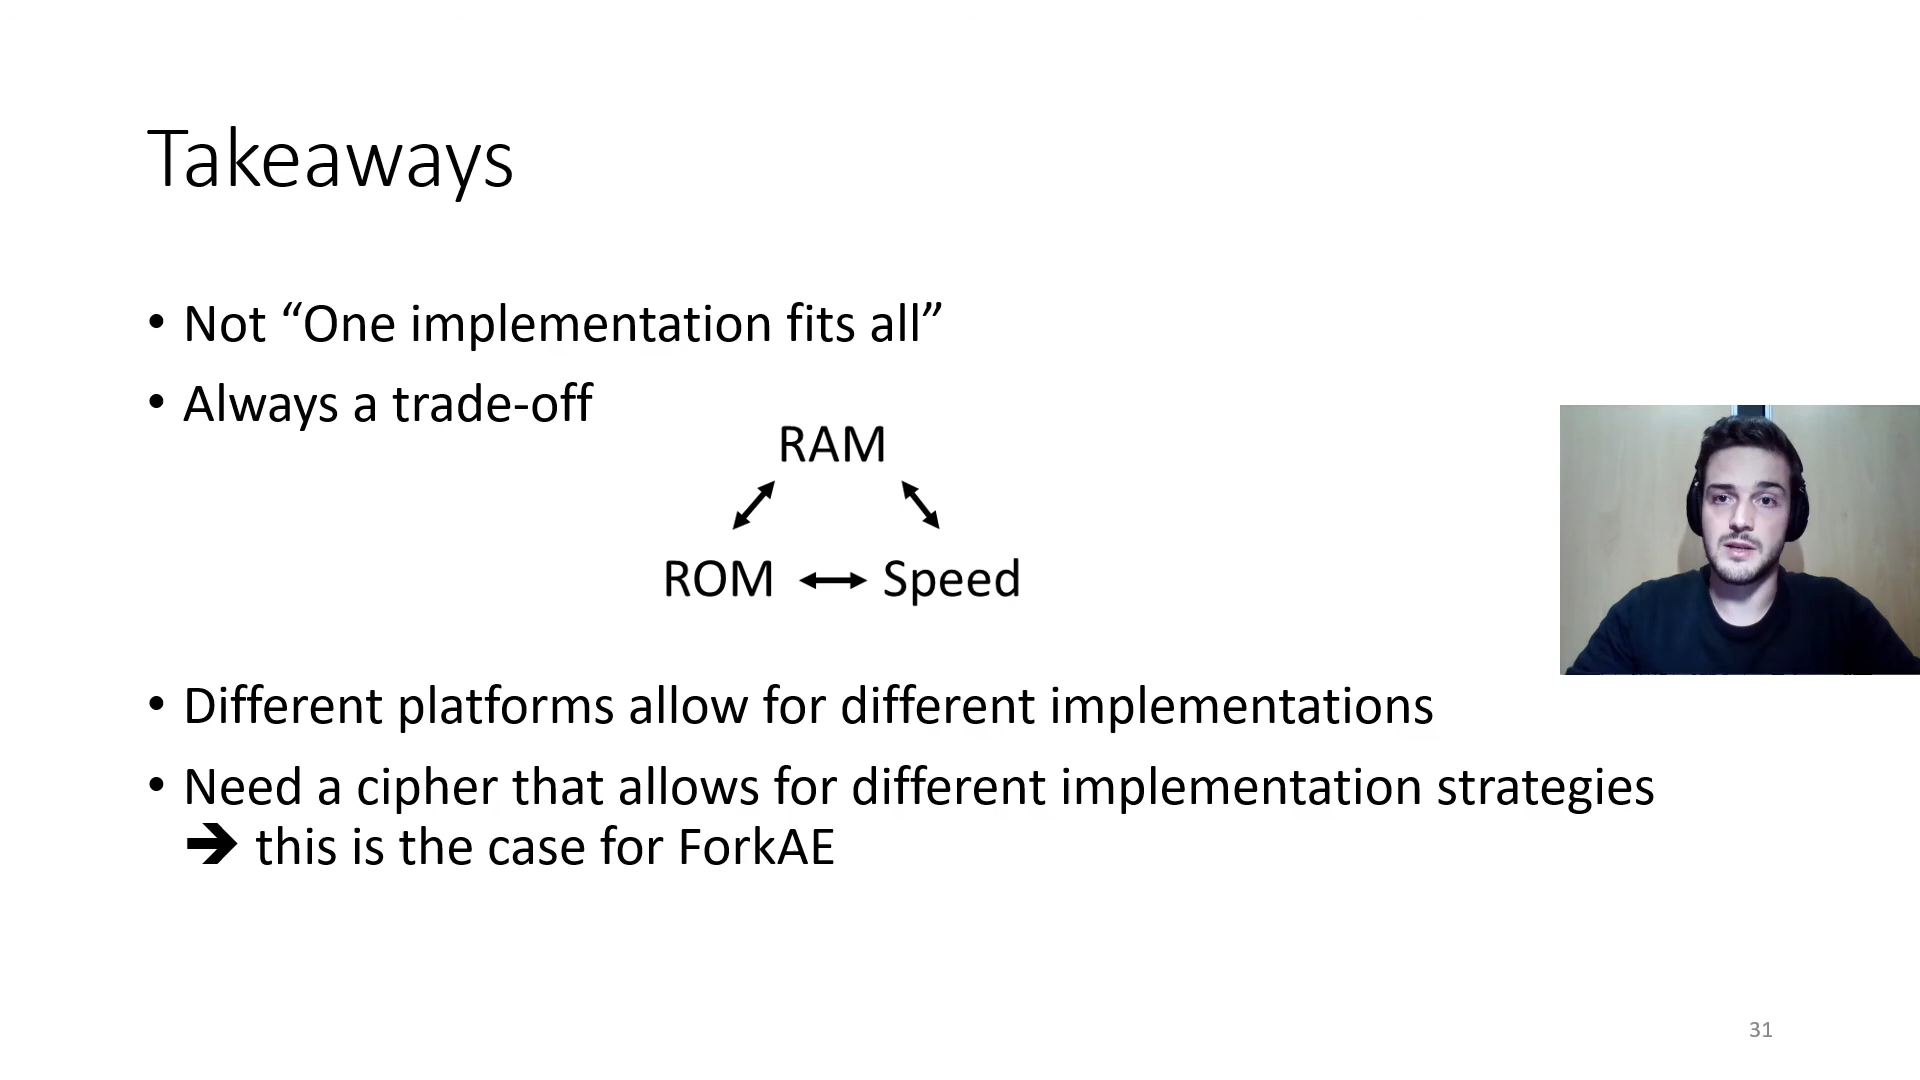 Takeaways
• Not “One implementation fits all”
• Always a trade-off
RAM
ROM Speed
• Different platforms allow for different implementations
• Need a cipher that allows for different implementation strategies
➔ this is the case for ForkAE
31